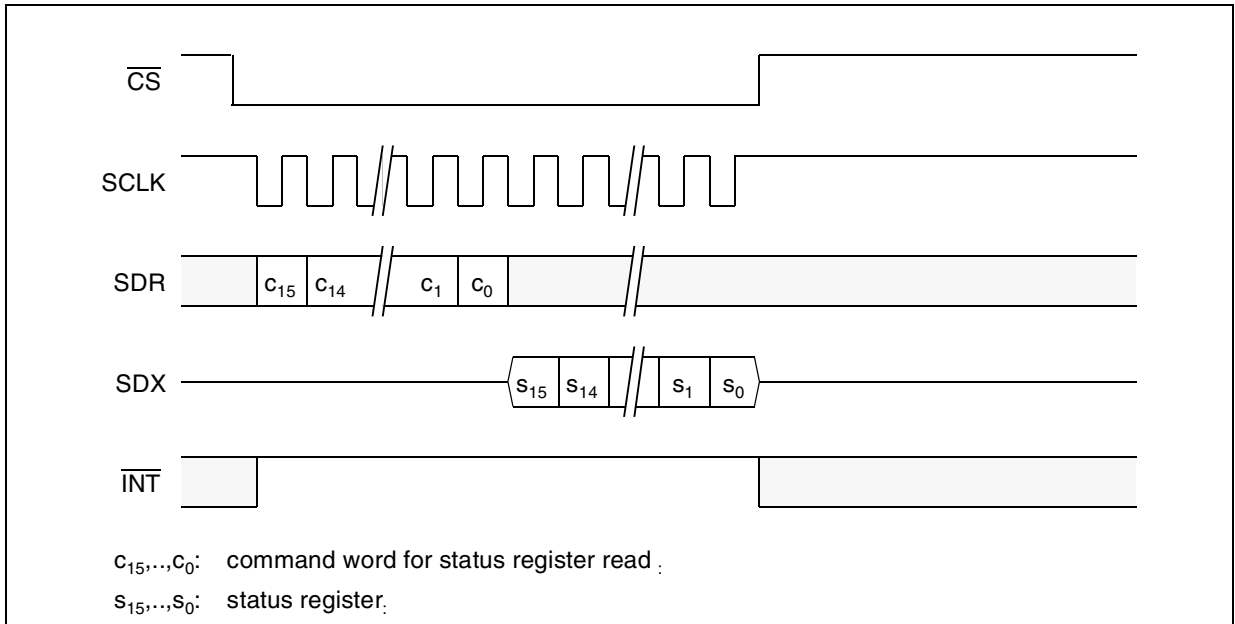 CS
SCLK
SDR c15 c14 c1 c0
SDX s15 s14 s1 s0
INT
c15,..,c0: command word for status register read :
s15,..,s0: status register: